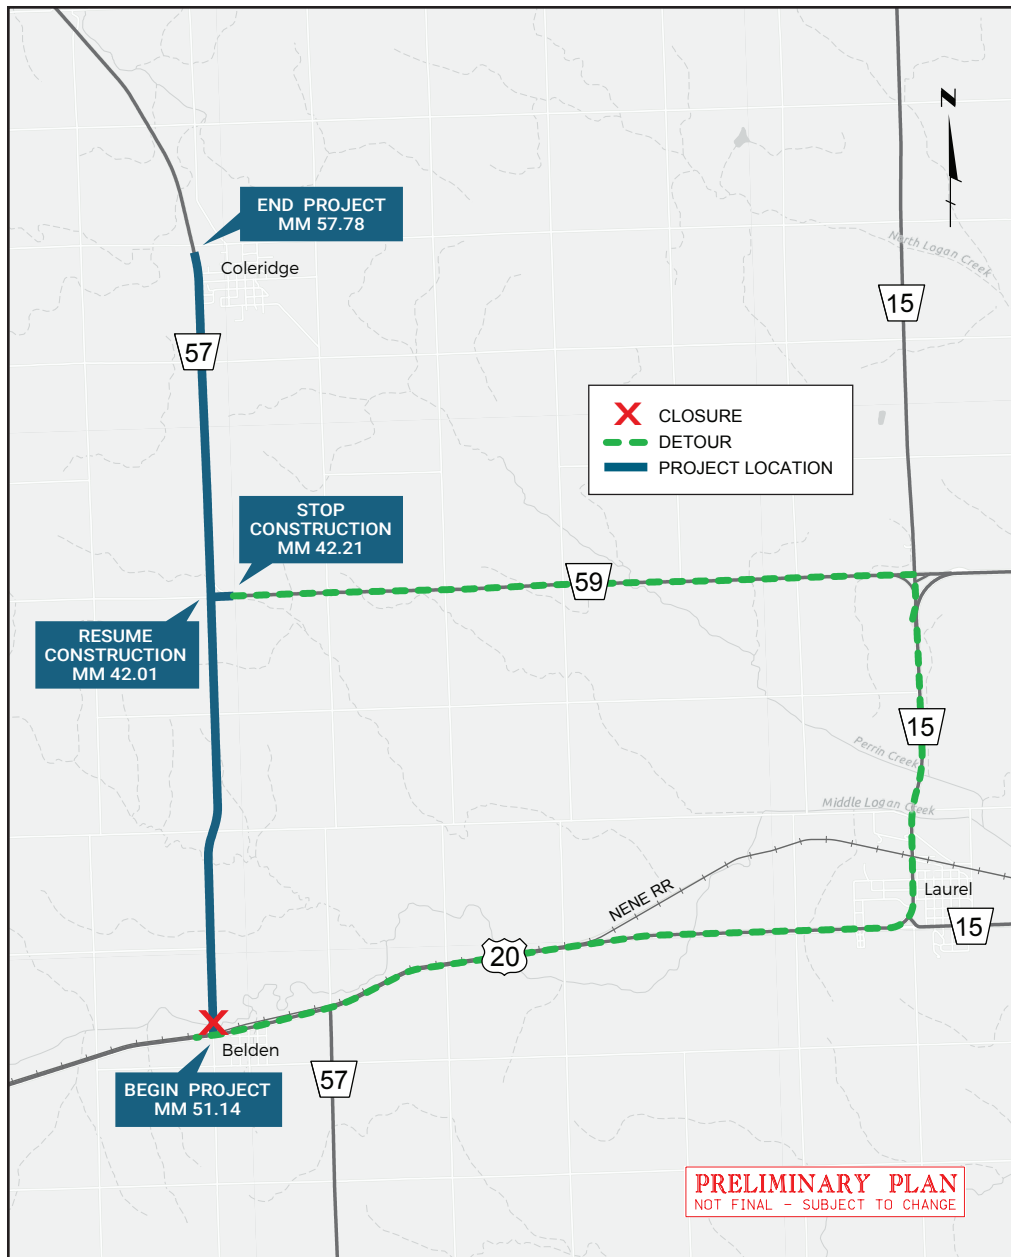 N
END PROJECT
MM 57.78
Coleridge
North Logan Creek
15
57
CLOSURE
DETOUR
PROJECT LOCATION
STOP
CONSTRUCTION
MM 42.21
59
RESUME
CONSTRUCTION
MM 42.01
15
Perrin Creek
Middle Logan Creek
NENE RR
Laurel
15
20
Belden
57
BEGIN PROJECT
MM 51.14
PRELIMINARY PLAN
NOT FINAL - SUBJECT TO CHANGE